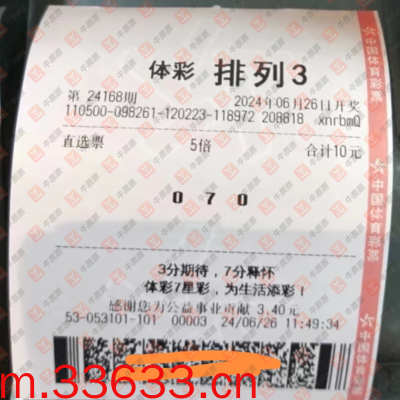 体彩 排列3
第 24168期 2024年06月26日开奖
110500-098261-120223-118972 208818 xnrbmQ
直选票 5倍 合计10元
0 7 0
3分期待，7分释怀
体彩7星彩，为生活添彩！
感谢您为公益事业贡献 3.40元
53-053101-101 00003 24/06/26 11:49:34
m.33633.cn
中国体育彩票